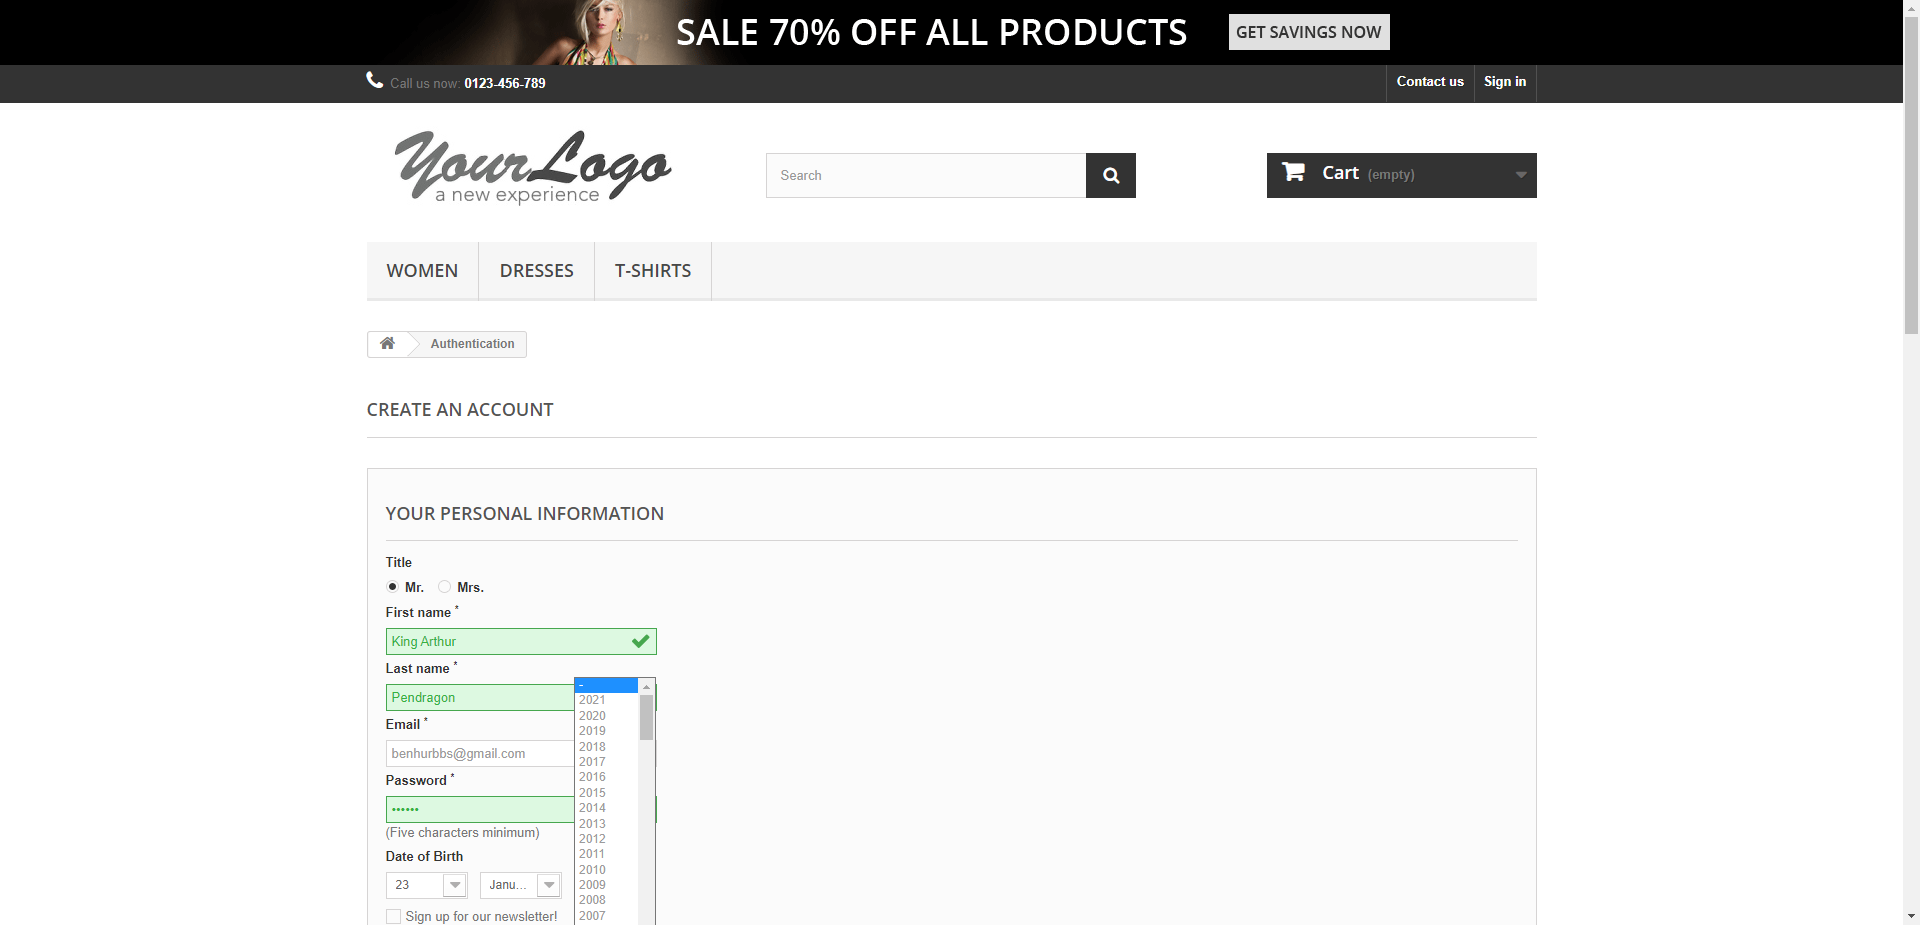 SALE 70% OFF ALL PRODUCTS GET SAVINGS NOW
Call us now: 0123-456-789
Contact us
Sign in
YourLogo
a new experience
Search
Cart (empty)
WOMEN
DRESSES
T-SHIRTS
Authentication
CREATE AN ACCOUNT
YOUR PERSONAL INFORMATION
Title
Mr. Mrs.
First name *
King Arthur
Last name *
Pendragon
Email *
benhurbbs@gmail.com
Password *
••••••
(Five characters minimum)
Date of Birth
23
Janu...
-
2021
2020
2019
2018
2017
2016
2015
2014
2013
2012
2011
2010
2009
2008
2007
Sign up for our newsletter!